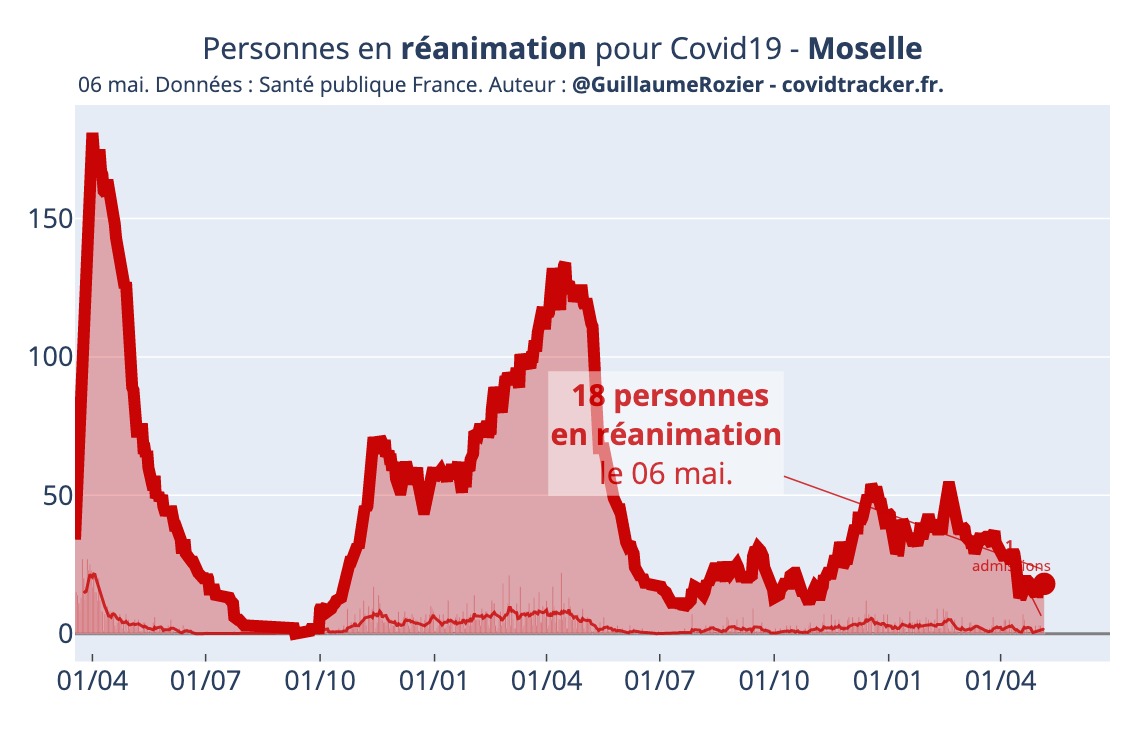 Personnes en réanimation pour Covid19 - Moselle
06 mai. Données : Santé publique France. Auteur : @GuillaumeRozier - covidtracker.fr.
150
100
50
0
18 personnes
en réanimation
le 06 mai.
1
admissions
01/04 01/07 01/10 01/01 01/04 01/07 01/10 01/01 01/04